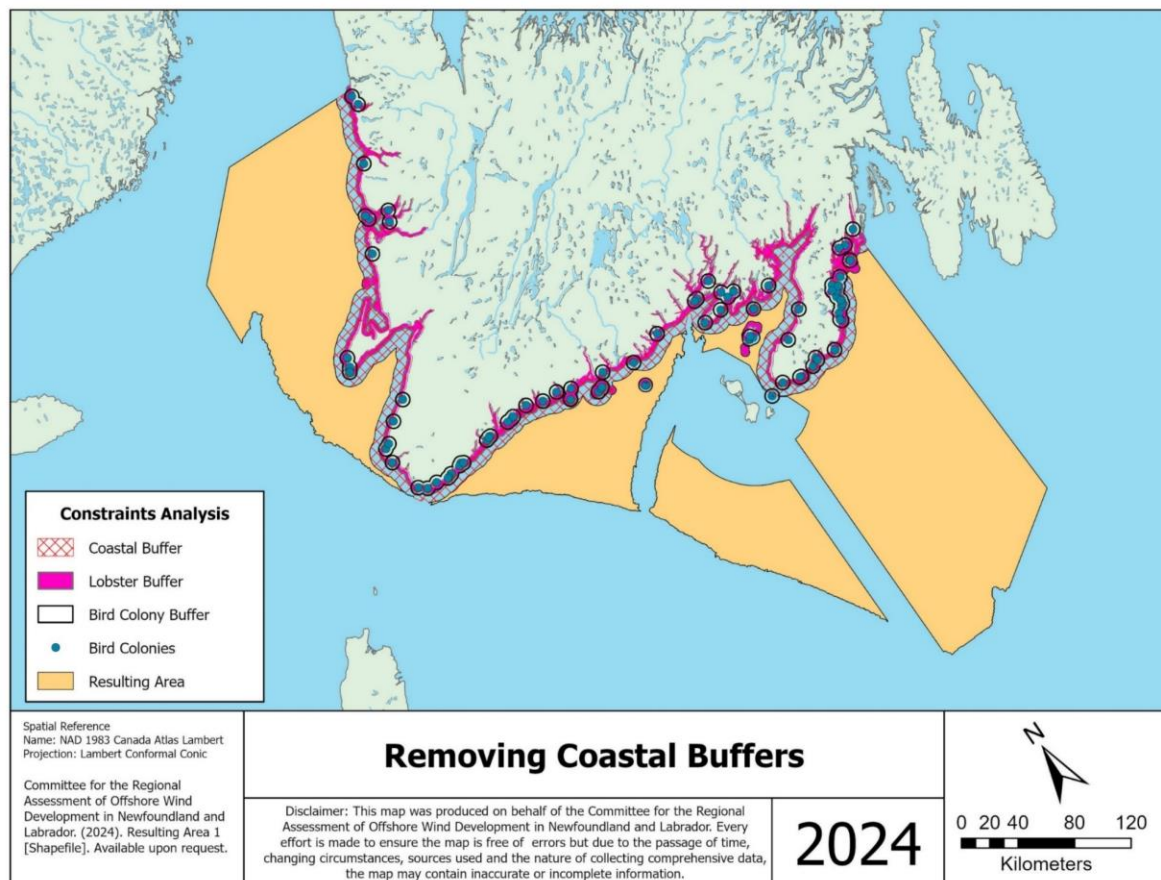 Constraints Analysis
Coastal Buffer
Lobster Buffer
Bird Colony Buffer
Bird Colonies
Resulting Area
Spatial Reference
Name: NAD 1983 Canada Atlas Lambert
Projection: Lambert Conformal Conic
Committee for the Regional
Assessment of Offshore Wind
Development in Newfoundland and
Labrador. (2024). Resulting Area 1
[Shapefile]. Available upon request.
Removing Coastal Buffers
Disclaimer: This map was produced on behalf of the Committee for the Regional
Assessment of Offshore Wind Development in Newfoundland and Labrador. Every
effort is made to ensure the map is free of errors but due to the passage of time,
changing circumstances, sources used and the nature of collecting comprehensive data,
the map may contain inaccurate or incomplete information.
2024
N
0 20 40 80 120
Kilometers